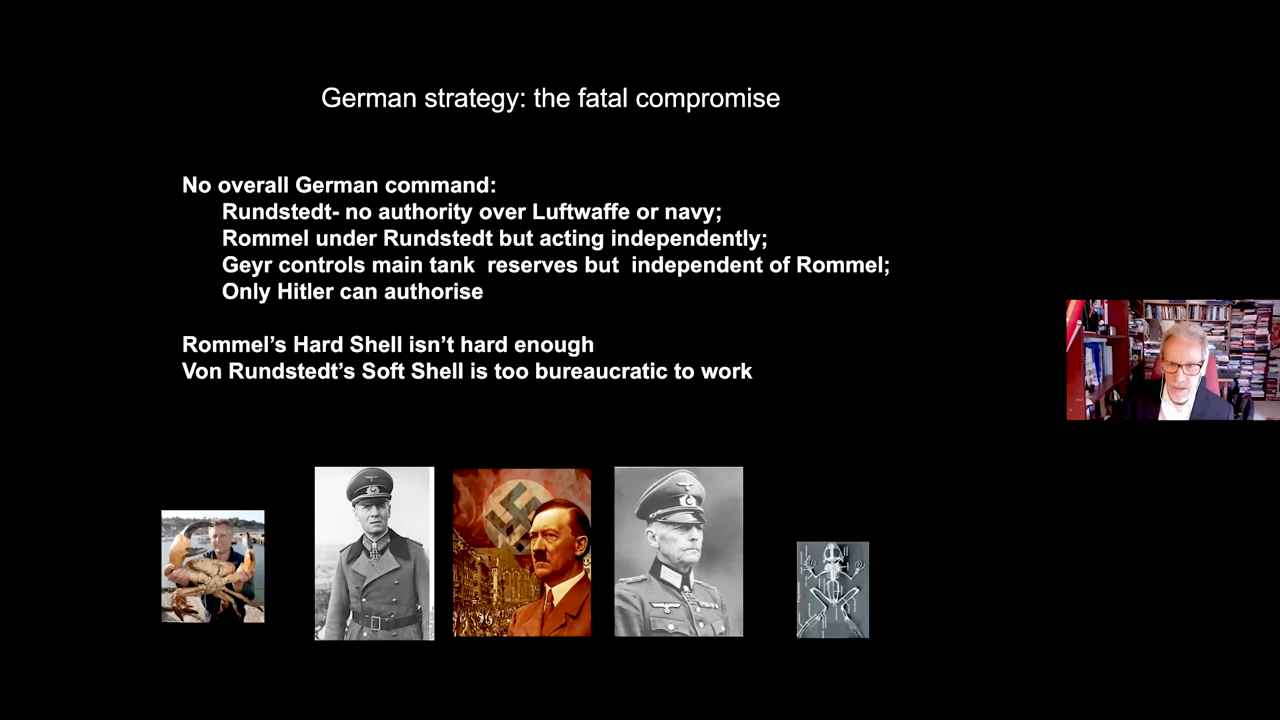 German strategy: the fatal compromise
No overall German command:
Rundstedt- no authority over Luftwaffe or navy;
Rommel under Rundstedt but acting independently;
Geyr controls main tank  reserves but  independent of Rommel;
Only Hitler can authorise
Rommel’s Hard Shell isn’t hard enough
Von Rundstedt’s Soft Shell is too bureaucratic to work